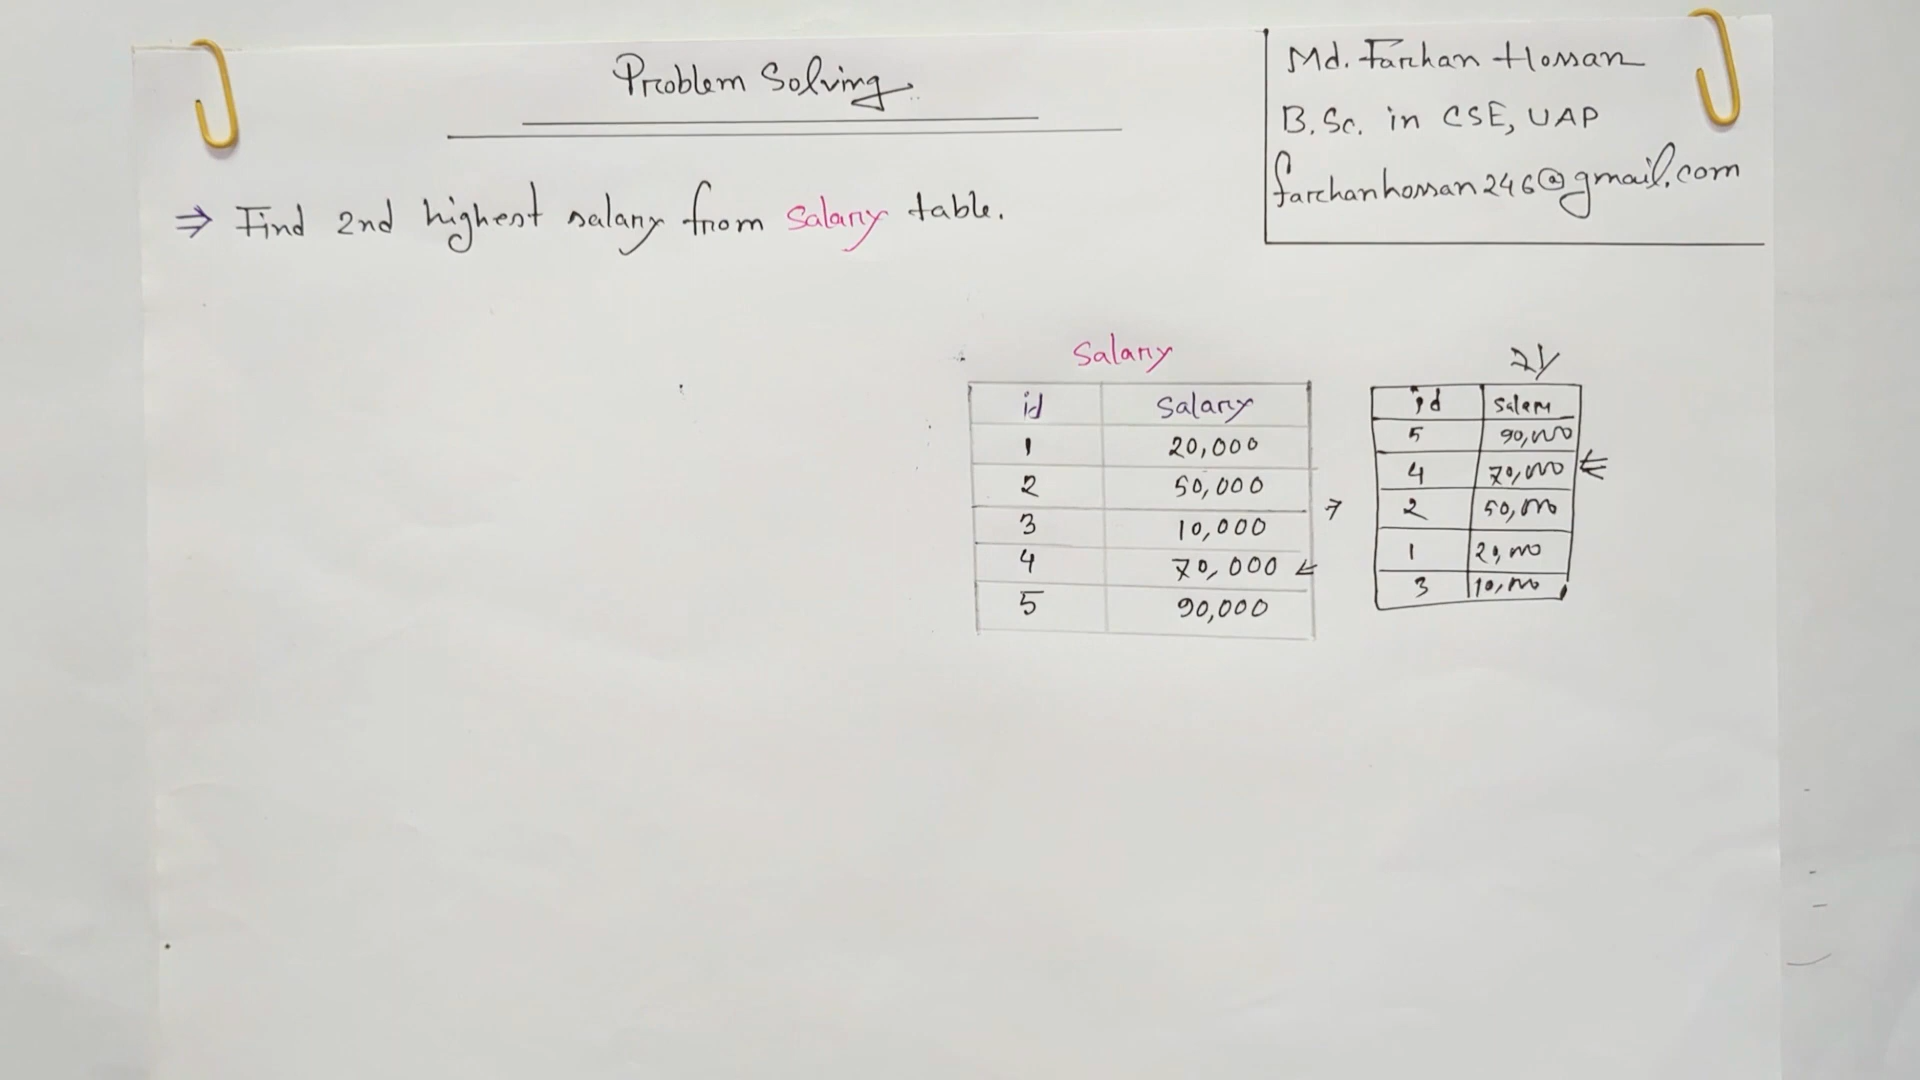 Problem Solving.
Md. Farhan Hossan
B.Sc. in CSE, UAP
farhanhossan246@gmail.com
⇒ Find 2nd highest salary from Salary table.
Salary
id salary
1 20,000
2 50,000
3 10,000
4 70,000
5 90,000
id salary
5 90,000
4 70,000
2 50,000
1 20,000
3 10,000